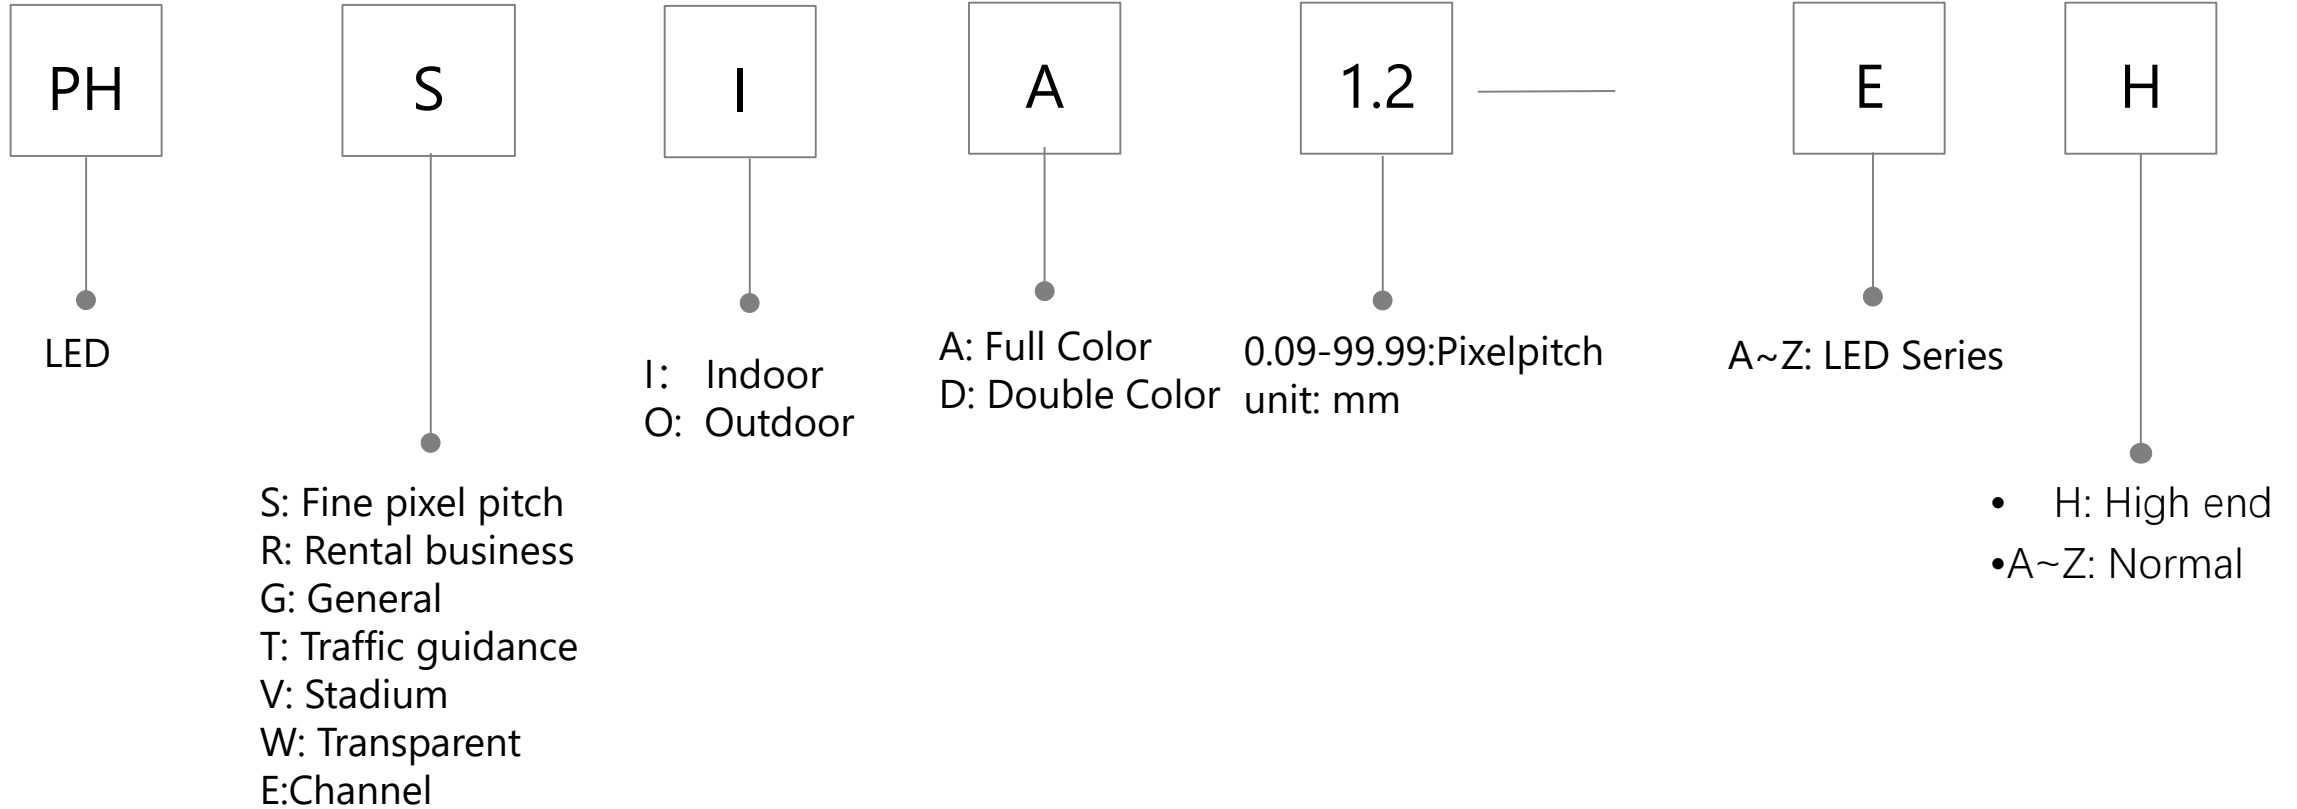 PH
S
I
A
1.2
E
H
LED
S: Fine pixel pitch
R: Rental business
G: General
T: Traffic guidance
V: Stadium
W: Transparent
E:Channel
I: Indoor
O: Outdoor
A: Full Color
D: Double Color
0.09-99.99:Pixelpitch
unit: mm
A~Z: LED Series
• H: High end
•A~Z: Normal